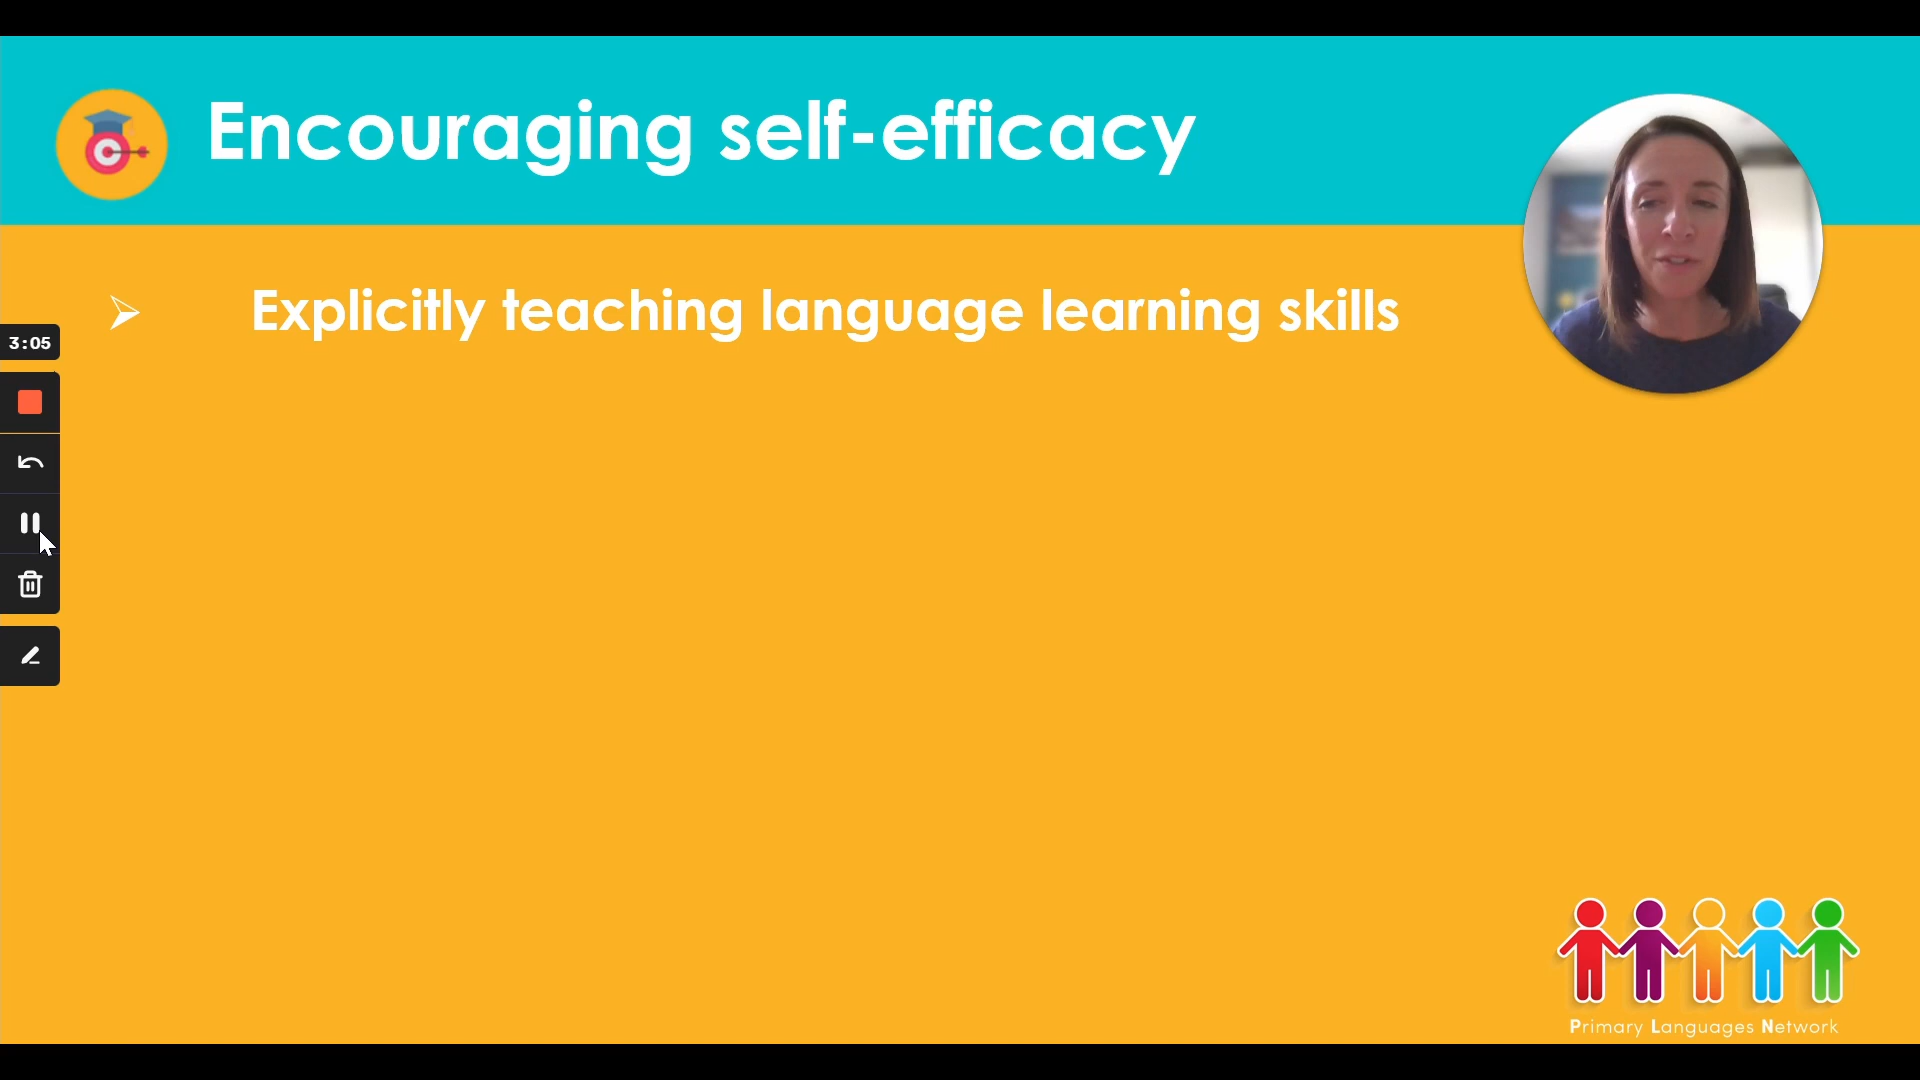 Encouraging self-efficacy
Explicitly teaching language learning skills
3:05
Primary Languages Network